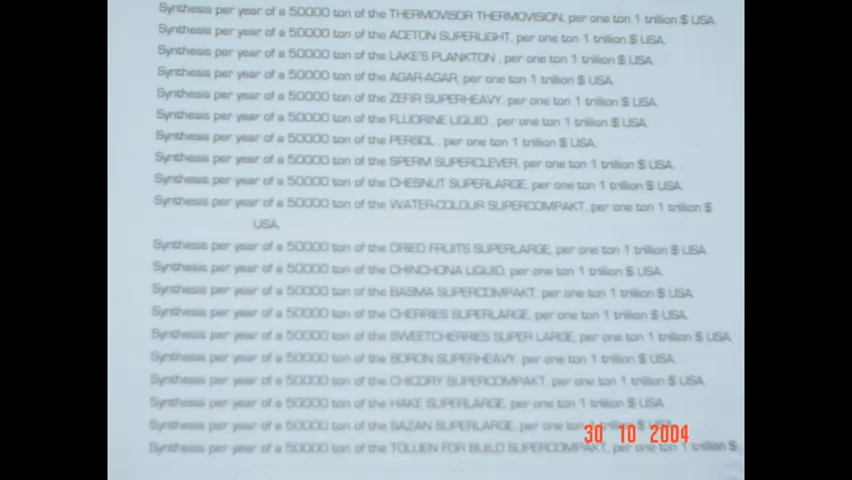 Synthesis per year of a 50000 ton of the THERMOVISOR THERMOVISION, per one ton 1 trillion $ USA.
Synthesis per year of a 50000 ton of the ACETON SUPERLIGHT, per one ton 1 trillion $ USA.
Synthesis per year of a 50000 ton of the LAKE'S PLANKTON , per one ton 1 trillion $ USA.
Synthesis per year of a 50000 ton of the AGAR-AGAR, per one ton 1 trillion $ USA.
Synthesis per year of a 50000 ton of the ZEFIR SUPERHEAVY, per one ton 1 trillion $ USA.
Synthesis per year of a 50000 ton of the FLUORINE LIQUID , per one ton 1 trillion $ USA.
Synthesis per year of a 50000 ton of the PERSOL , per one ton 1 trillion $ USA.
Synthesis per year of a 50000 ton of the SPERM SUPERCLEVER, per one ton 1 trillion $ USA.
Synthesis per year of a 50000 ton of the CHESNUT SUPERLARGE, per one ton 1 trillion $ USA.
Synthesis per year of a 50000 ton of the WATER-COLOUR SUPERCOMPAKT, per one ton 1 trillion $
USA.
Synthesis per year of a 50000 ton of the DRIED FRUITS SUPERLARGE, per one ton 1 trillion $ USA.
Synthesis per year of a 50000 ton of the CHINCHONA LIQUID, per one ton 1 trillion $ USA.
Synthesis per year of a 50000 ton of the BASMA SUPERCOMPAKT, per one ton 1 trillion $ USA.
Synthesis per year of a 50000 ton of the CHERRIES SUPERLARGE, per one ton 1 trillion $ USA.
Synthesis per year of a 50000 ton of the SWEETCHERRIES SUPER LARGE, per one ton 1 trillion $ USA.
Synthesis per year of a 50000 ton of the BORON SUPERHEAVY, per one ton 1 trillion $ USA.
Synthesis per year of a 50000 ton of the CHICORY SUPERCOMPAKT, per one ton 1 trillion $ USA.
Synthesis per year of a 50000 ton of the HAKE SUPERLARGE, per one ton 1 trillion $ USA.
Synthesis per year of a 50000 ton of the SAZAN SUPERLARGE, per one ton 1 trillion $ USA.
Synthesis per year of a 50000 ton of the TOLUEN FOR BUILD SUPERCOMPAKT, per one ton 1 trillion $
30 10 2004